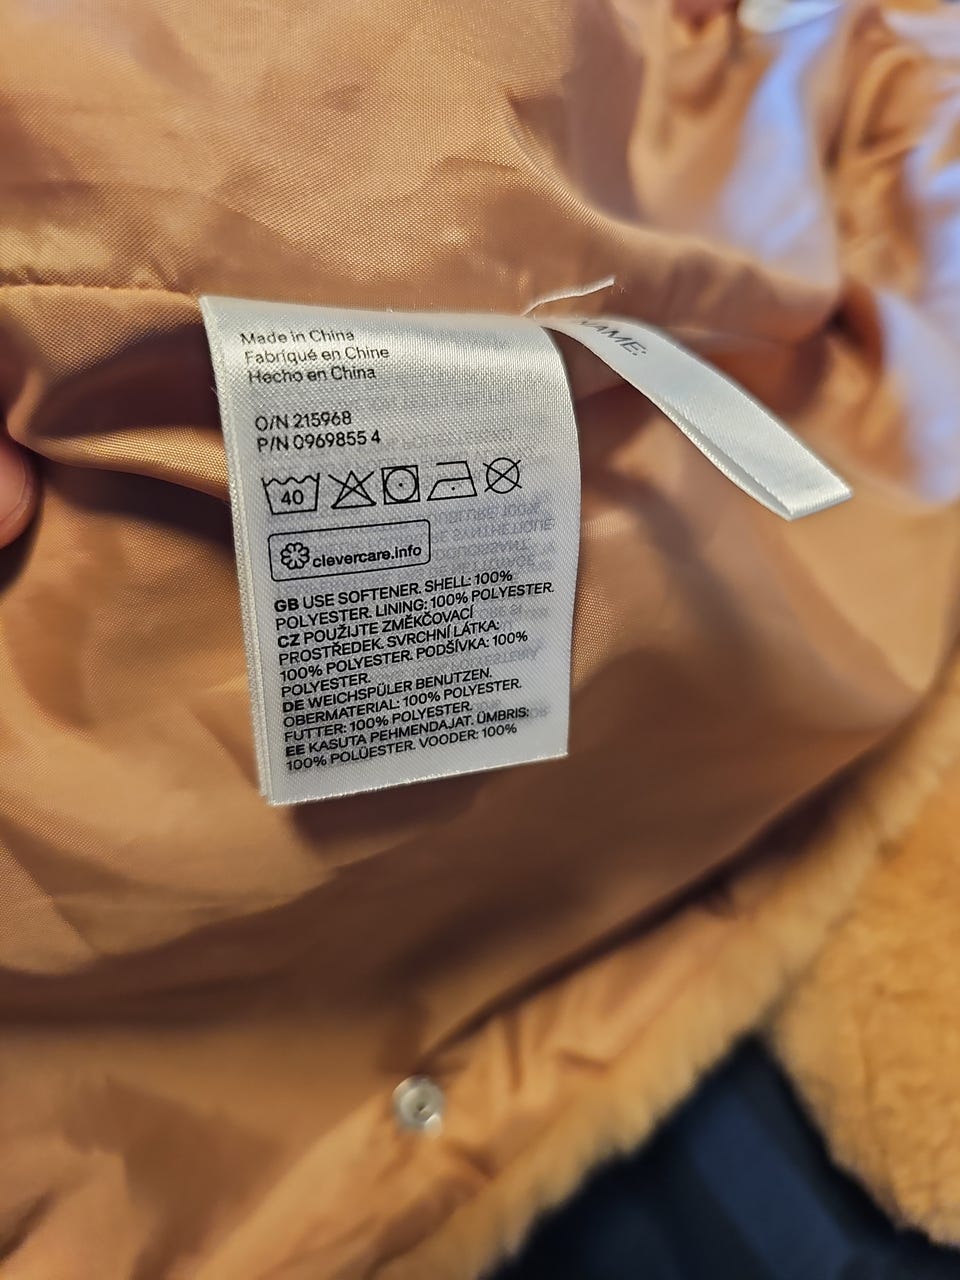 Made in China
Fabriqué en Chine
Hecho en China
O/N 215968
P/N 0969855 4
40
clevercare.info
GB USE SOFTENER. SHELL: 100%
POLYESTER. LINING: 100% POLYESTER.
CZ POUŽIJTE ZMĚKČOVACÍ
PROSTŘEDEK. SVRCHNÍ LÁTKA:
100% POLYESTER. PODŠÍVKA: 100%
POLYESTER.
DE WEICHSPÜLER BENUTZEN.
OBERMATERIAL: 100% POLYESTER.
FUTTER: 100% POLYESTER.
EE KASUTA PEHMENDAJAT. ÜMBRIS:
100% POLÜESTER. VOODER: 100%
NAME: